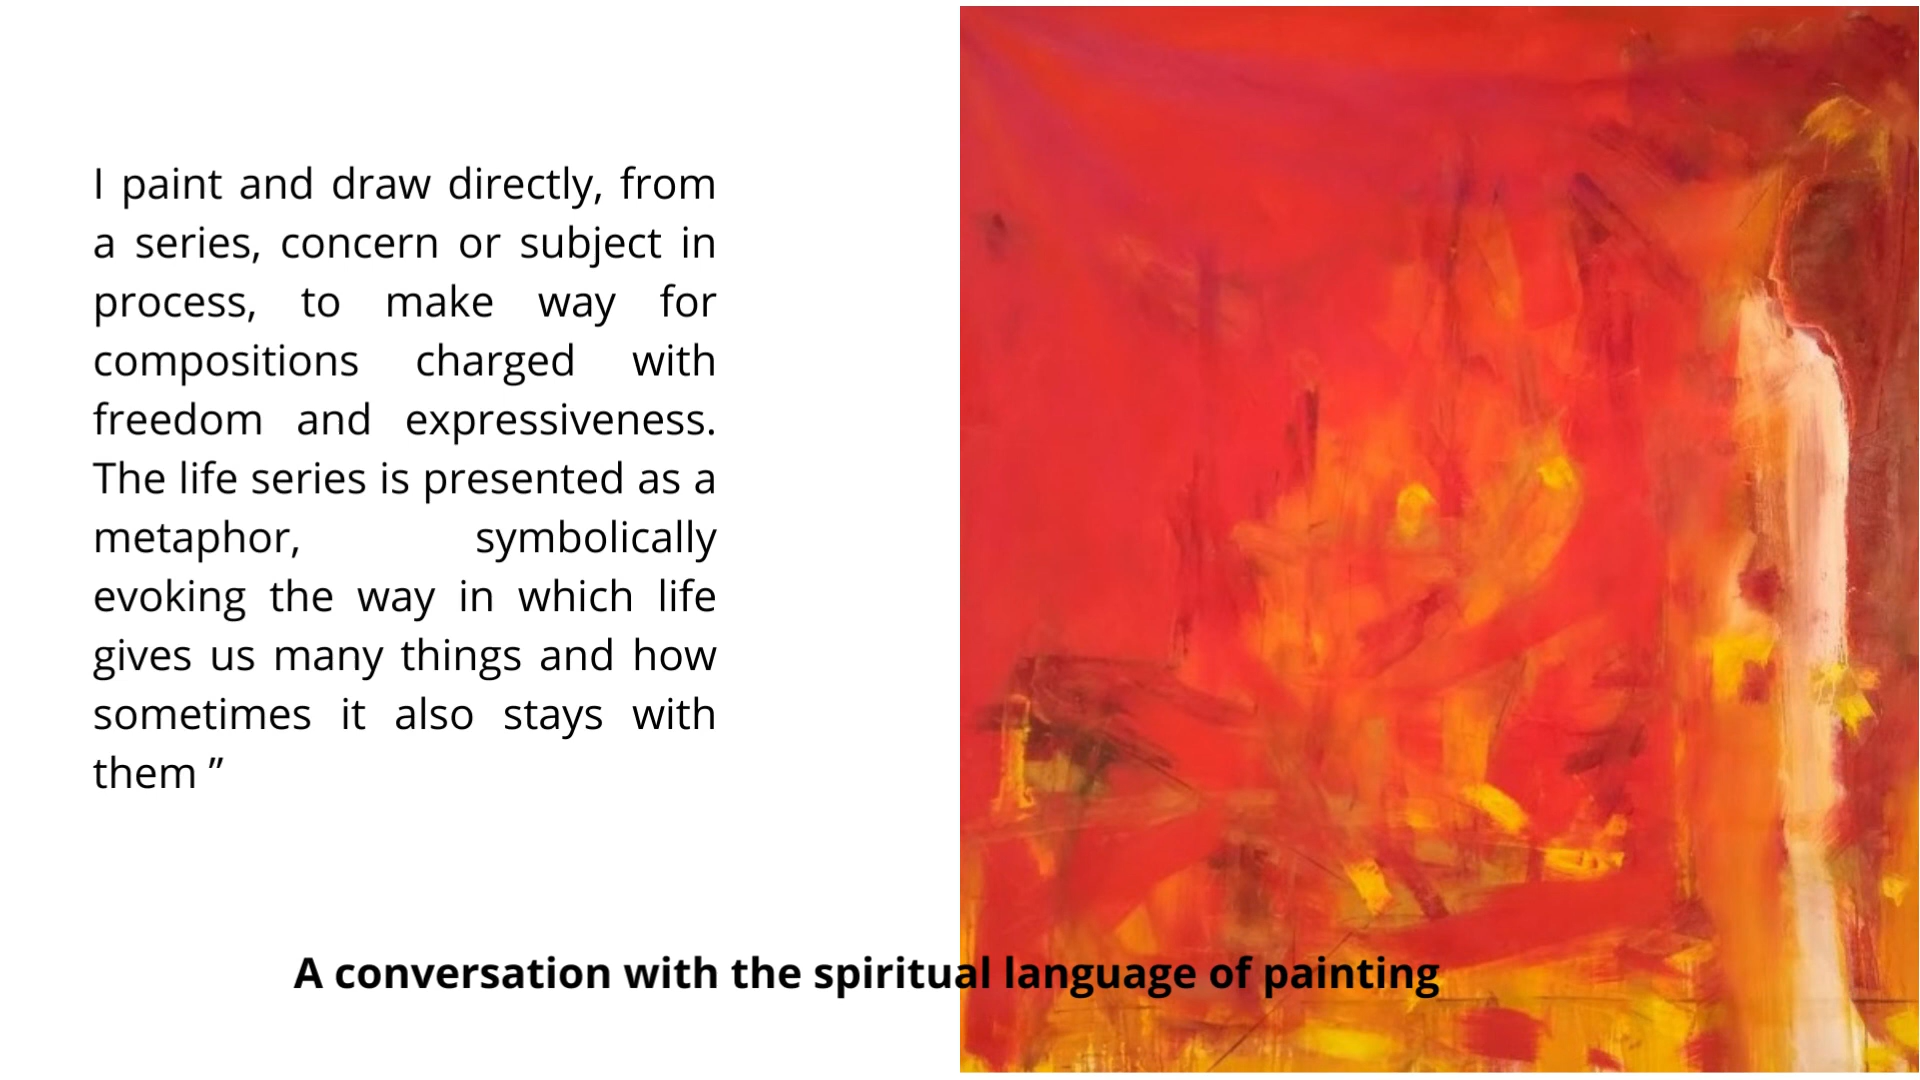 I paint and draw directly, from
a series, concern or subject in
process, to make way for
compositions charged with
freedom and expressiveness.
The life series is presented as a
metaphor, symbolically
evoking the way in which life
gives us many things and how
sometimes it also stays with
them ”
A conversation with the spiritual language of painting